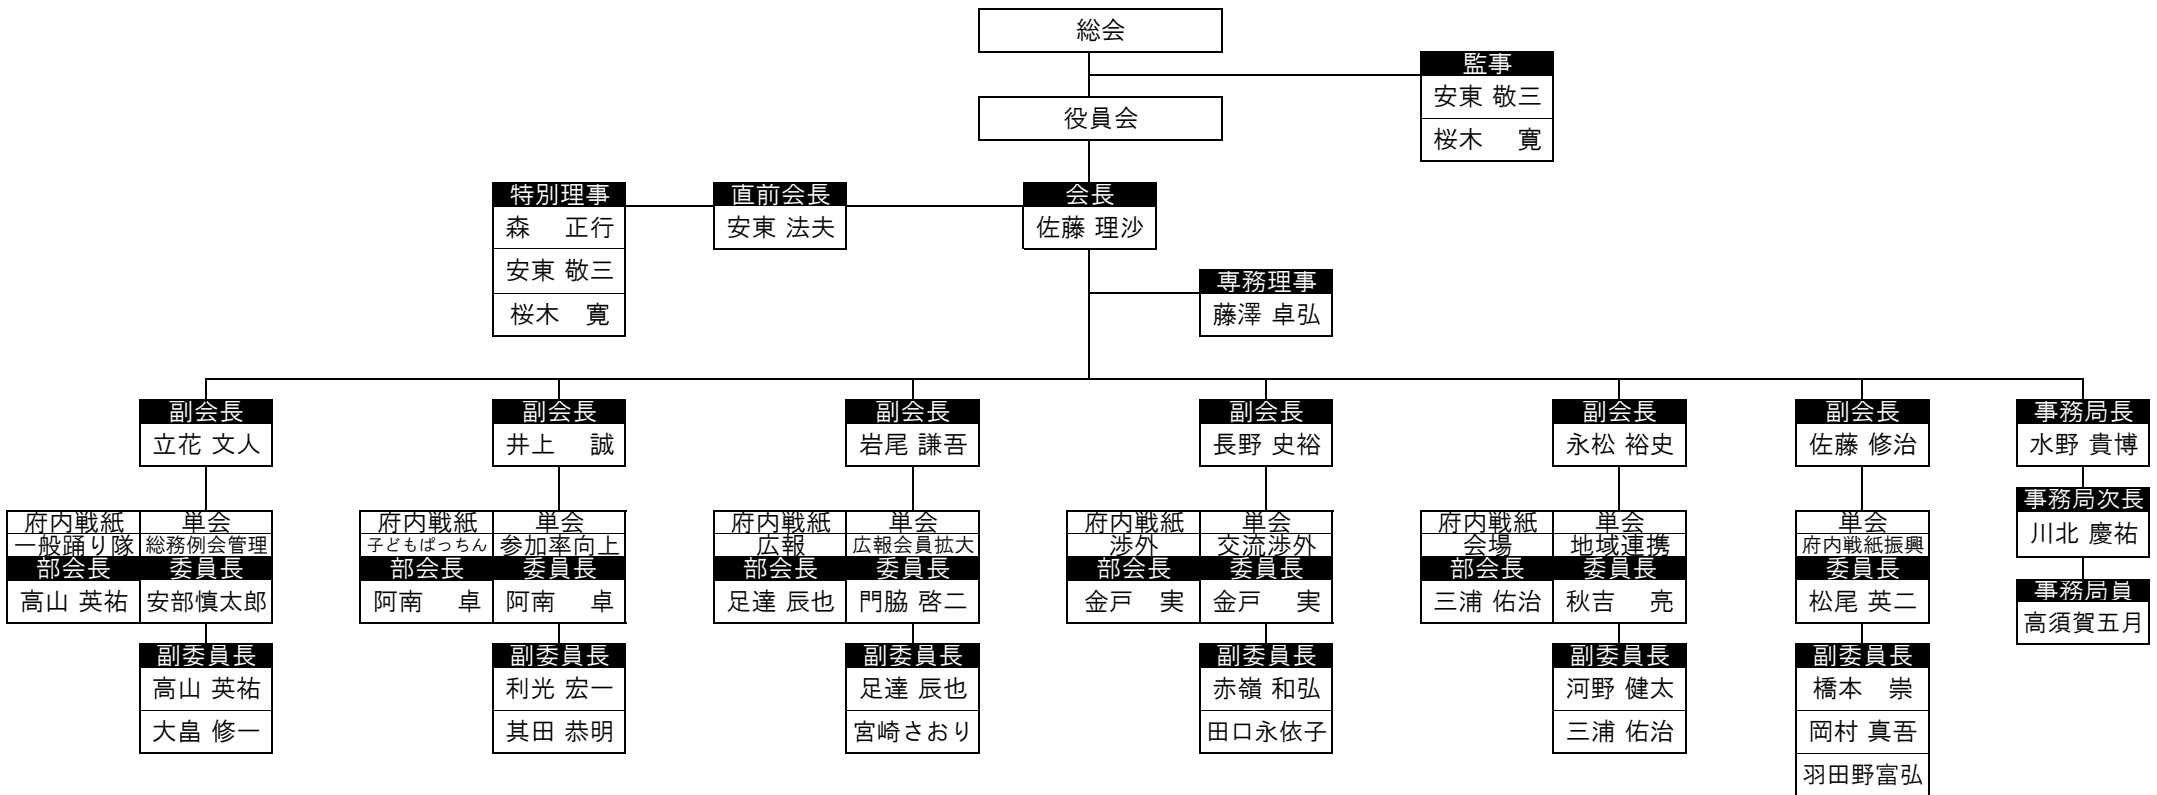 総会
監事
安東 敬三
桜木 寛
役員会
特別理事
森 正行
安東 敬三
桜木 寛
直前会長
安東 法夫
会長
佐藤 理沙
専務理事
藤澤 卓弘
副会長
立花 文人
府内戦紙 単会
一般踊り隊 総務例会管理
部会長 委員長
高山 英祐 安部慎太郎
副委員長
高山 英祐
大畠 修一
副会長
井上 誠
府内戦紙 単会
子どもぱっちん 参加率向上
部会長 委員長
阿南 卓 阿南 卓
副委員長
利光 宏一
其田 恭明
副会長
岩尾 謙吾
府内戦紙 単会
広報 広報会員拡大
部会長 委員長
足達 辰也 門脇 啓二
副委員長
足達 辰也
宮崎さおり
副会長
長野 史裕
府内戦紙 単会
渉外 交流渉外
部会長 委員長
金戸 実 金戸 実
副委員長
赤嶺 和弘
田口永依子
副会長
永松 裕史
府内戦紙 単会
会場 地域連携
部会長 委員長
三浦 佑治 秋吉 亮
副委員長
河野 健太
三浦 佑治
副会長
佐藤 修治
単会
府内戦紙振興
委員長
松尾 英二
副委員長
橋本 崇
岡村 真吾
羽田野富弘
事務局長
水野 貴博
事務局次長
川北 慶祐
事務局員
高須賀五月